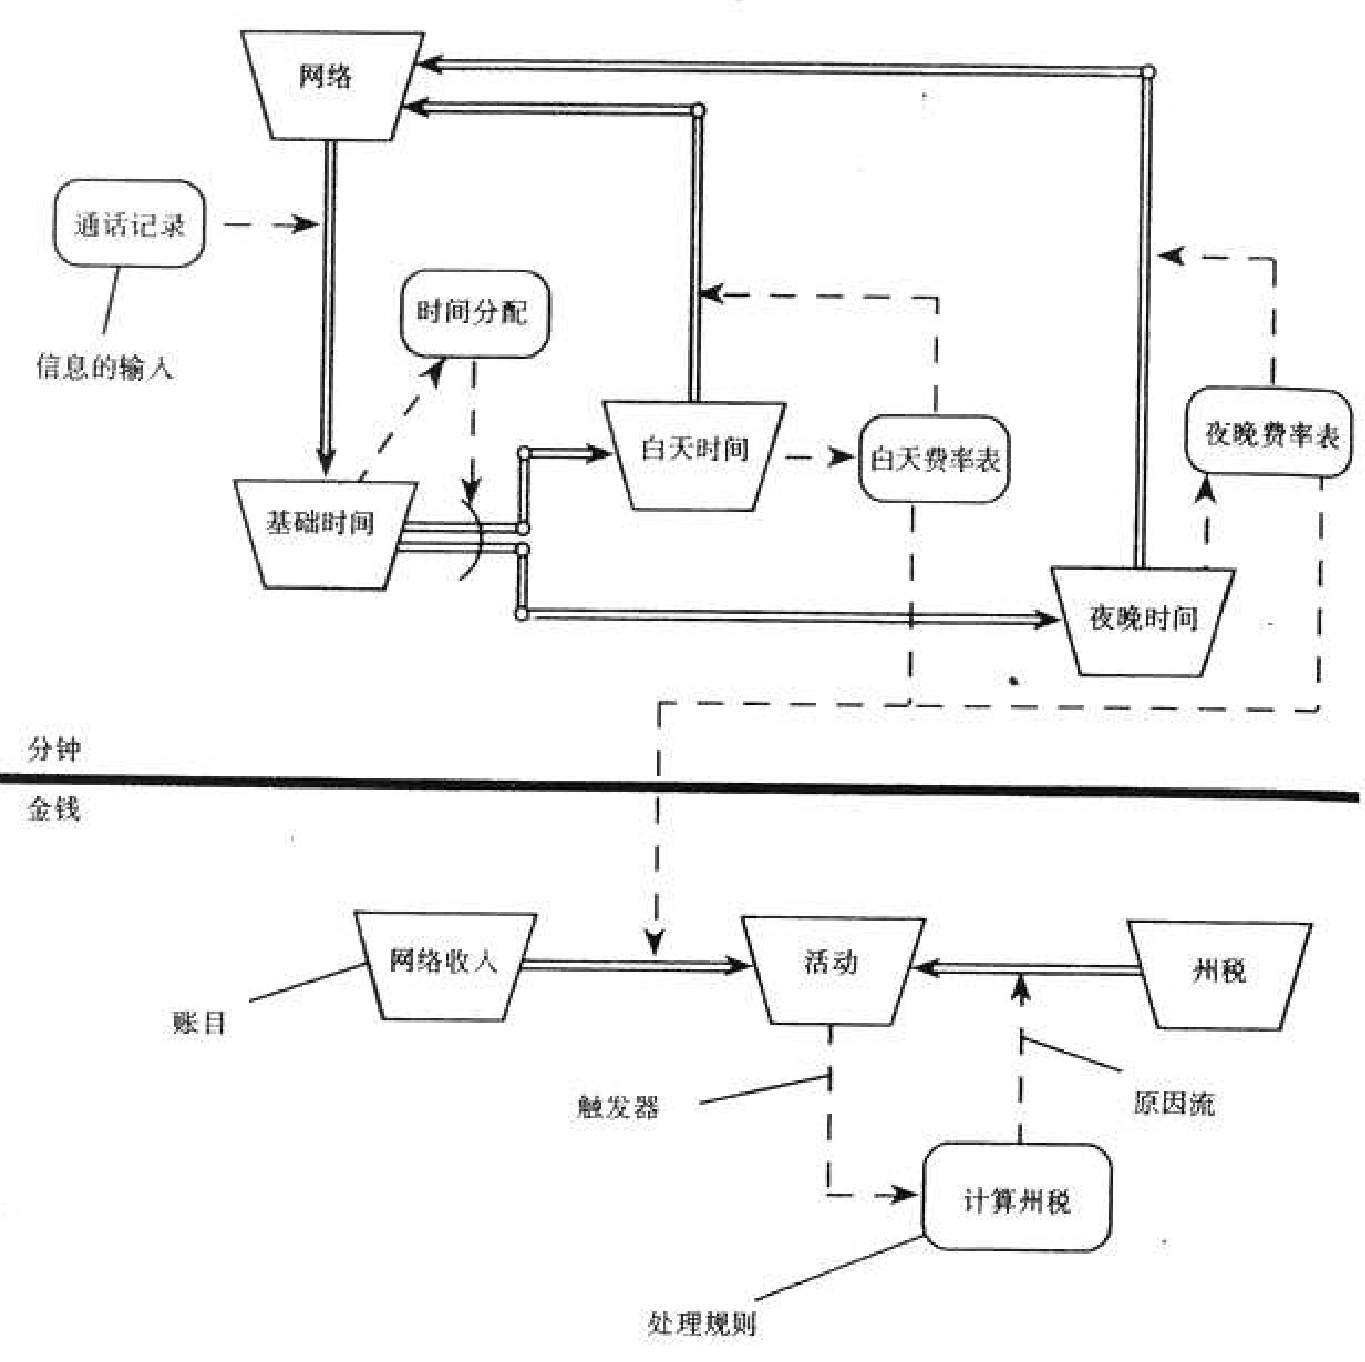 网络
通话记录
时间分配
信息的输入
白天时间
白天费率表
夜晚费率表
基础时间
夜晚时间
分钟
金钱
网络收入
活动
州税
账目
触发器
原因流
计算州税
处理规则